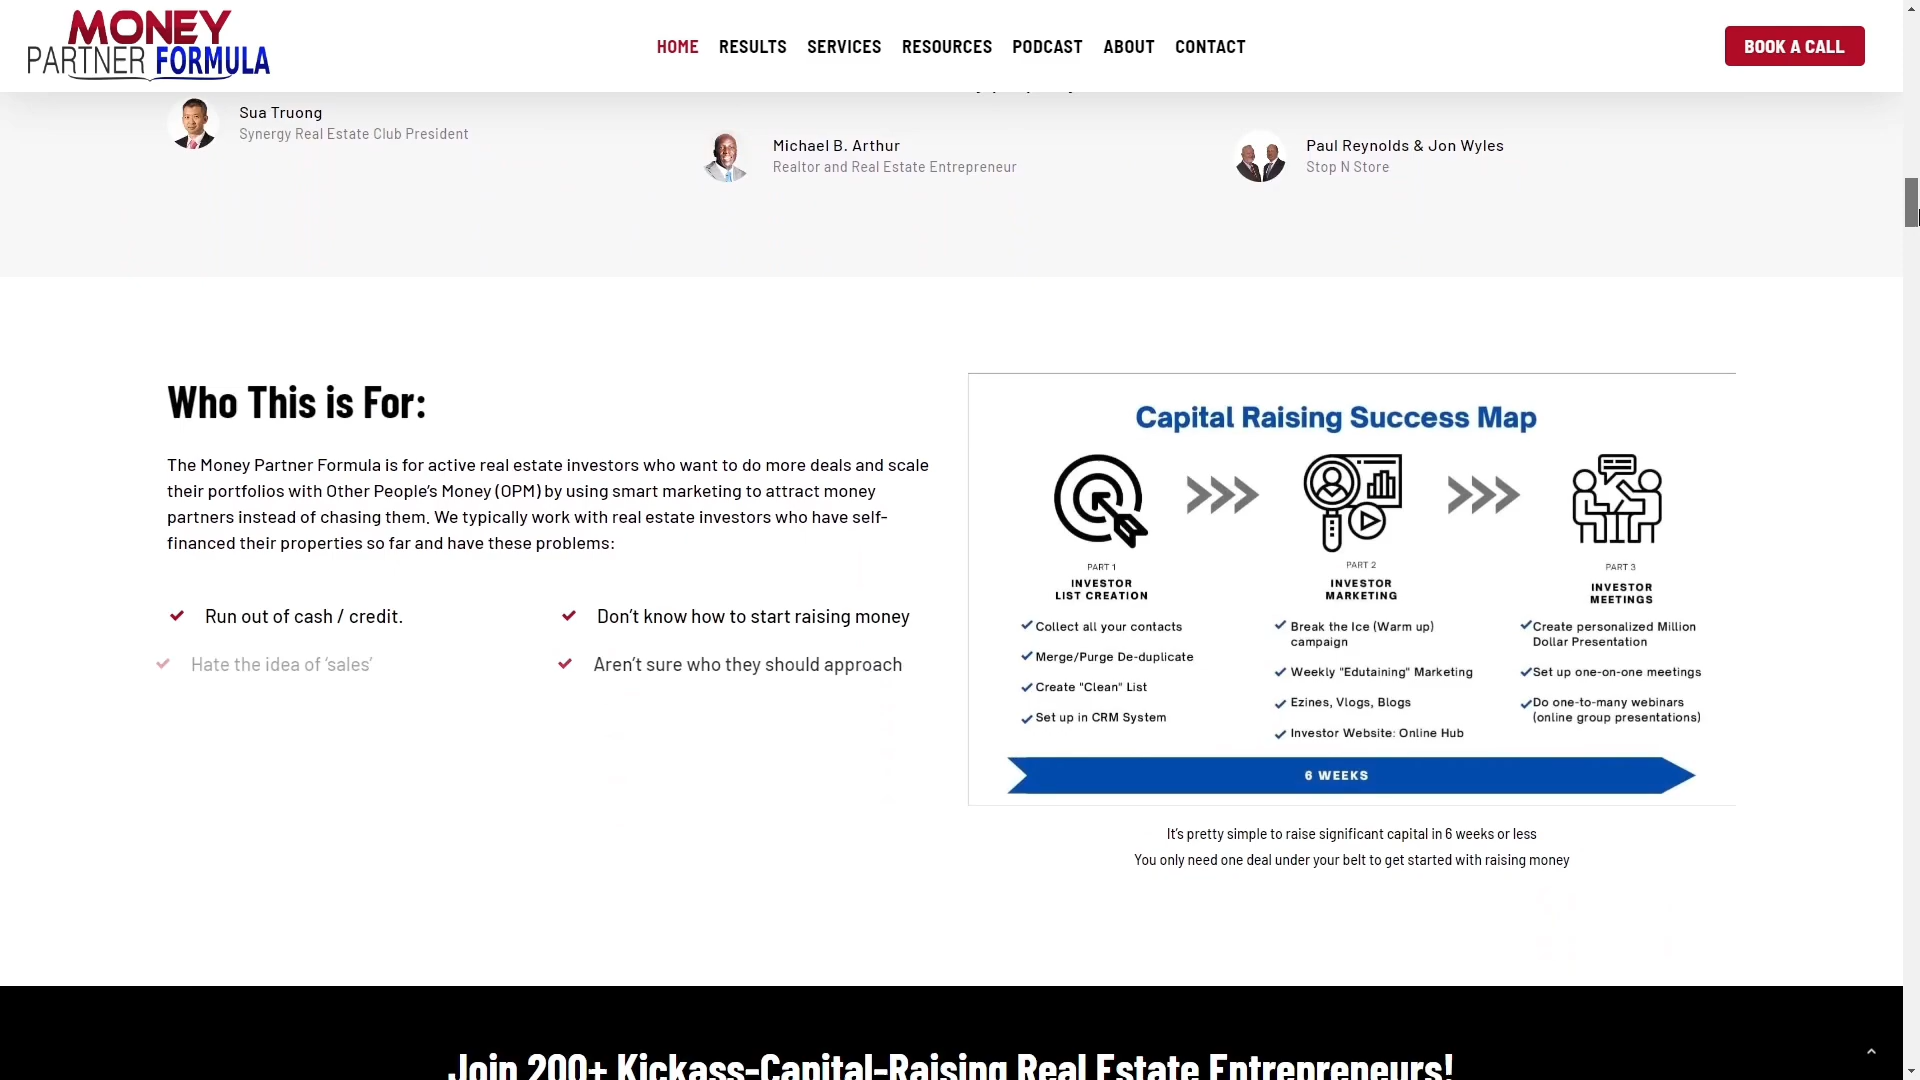 MONEY
PARTNER FORMULA
HOME RESULTS SERVICES RESOURCES PODCAST ABOUT CONTACT
BOOK A CALL
Sua Truong
Synergy Real Estate Club President
Michael B. Arthur
Realtor and Real Estate Entrepreneur
Paul Reynolds & Jon Wyles
Stop N Store
Who This is For:
The Money Partner Formula is for active real estate investors who want to do more deals and scale
their portfolios with Other People’s Money (OPM) by using smart marketing to attract money
partners instead of chasing them. We typically work with real estate investors who have self-
financed their properties so far and have these problems:
Run out of cash / credit.
Don’t know how to start raising money
Hate the idea of ‘sales’
Aren’t sure who they should approach
Capital Raising Success Map
PART 1
INVESTOR
LIST CREATION
Collect all your contacts
Merge/Purge De-duplicate
Create "Clean" List
Set up in CRM System
PART 2
INVESTOR
MARKETING
Break the Ice (Warm up)
campaign
Weekly "Edutaining" Marketing
Ezines, Vlogs, Blogs
Investor Website: Online Hub
PART 3
INVESTOR
MEETINGS
Create personalized Million
Dollar Presentation
Set up one-on-one meetings
Do one-to-many webinars
(online group presentations)
6 WEEKS
It’s pretty simple to raise significant capital in 6 weeks or less
You only need one deal under your belt to get started with raising money
Join 200+ Kickass-Capital-Raising Real Estate Entrepreneurs!